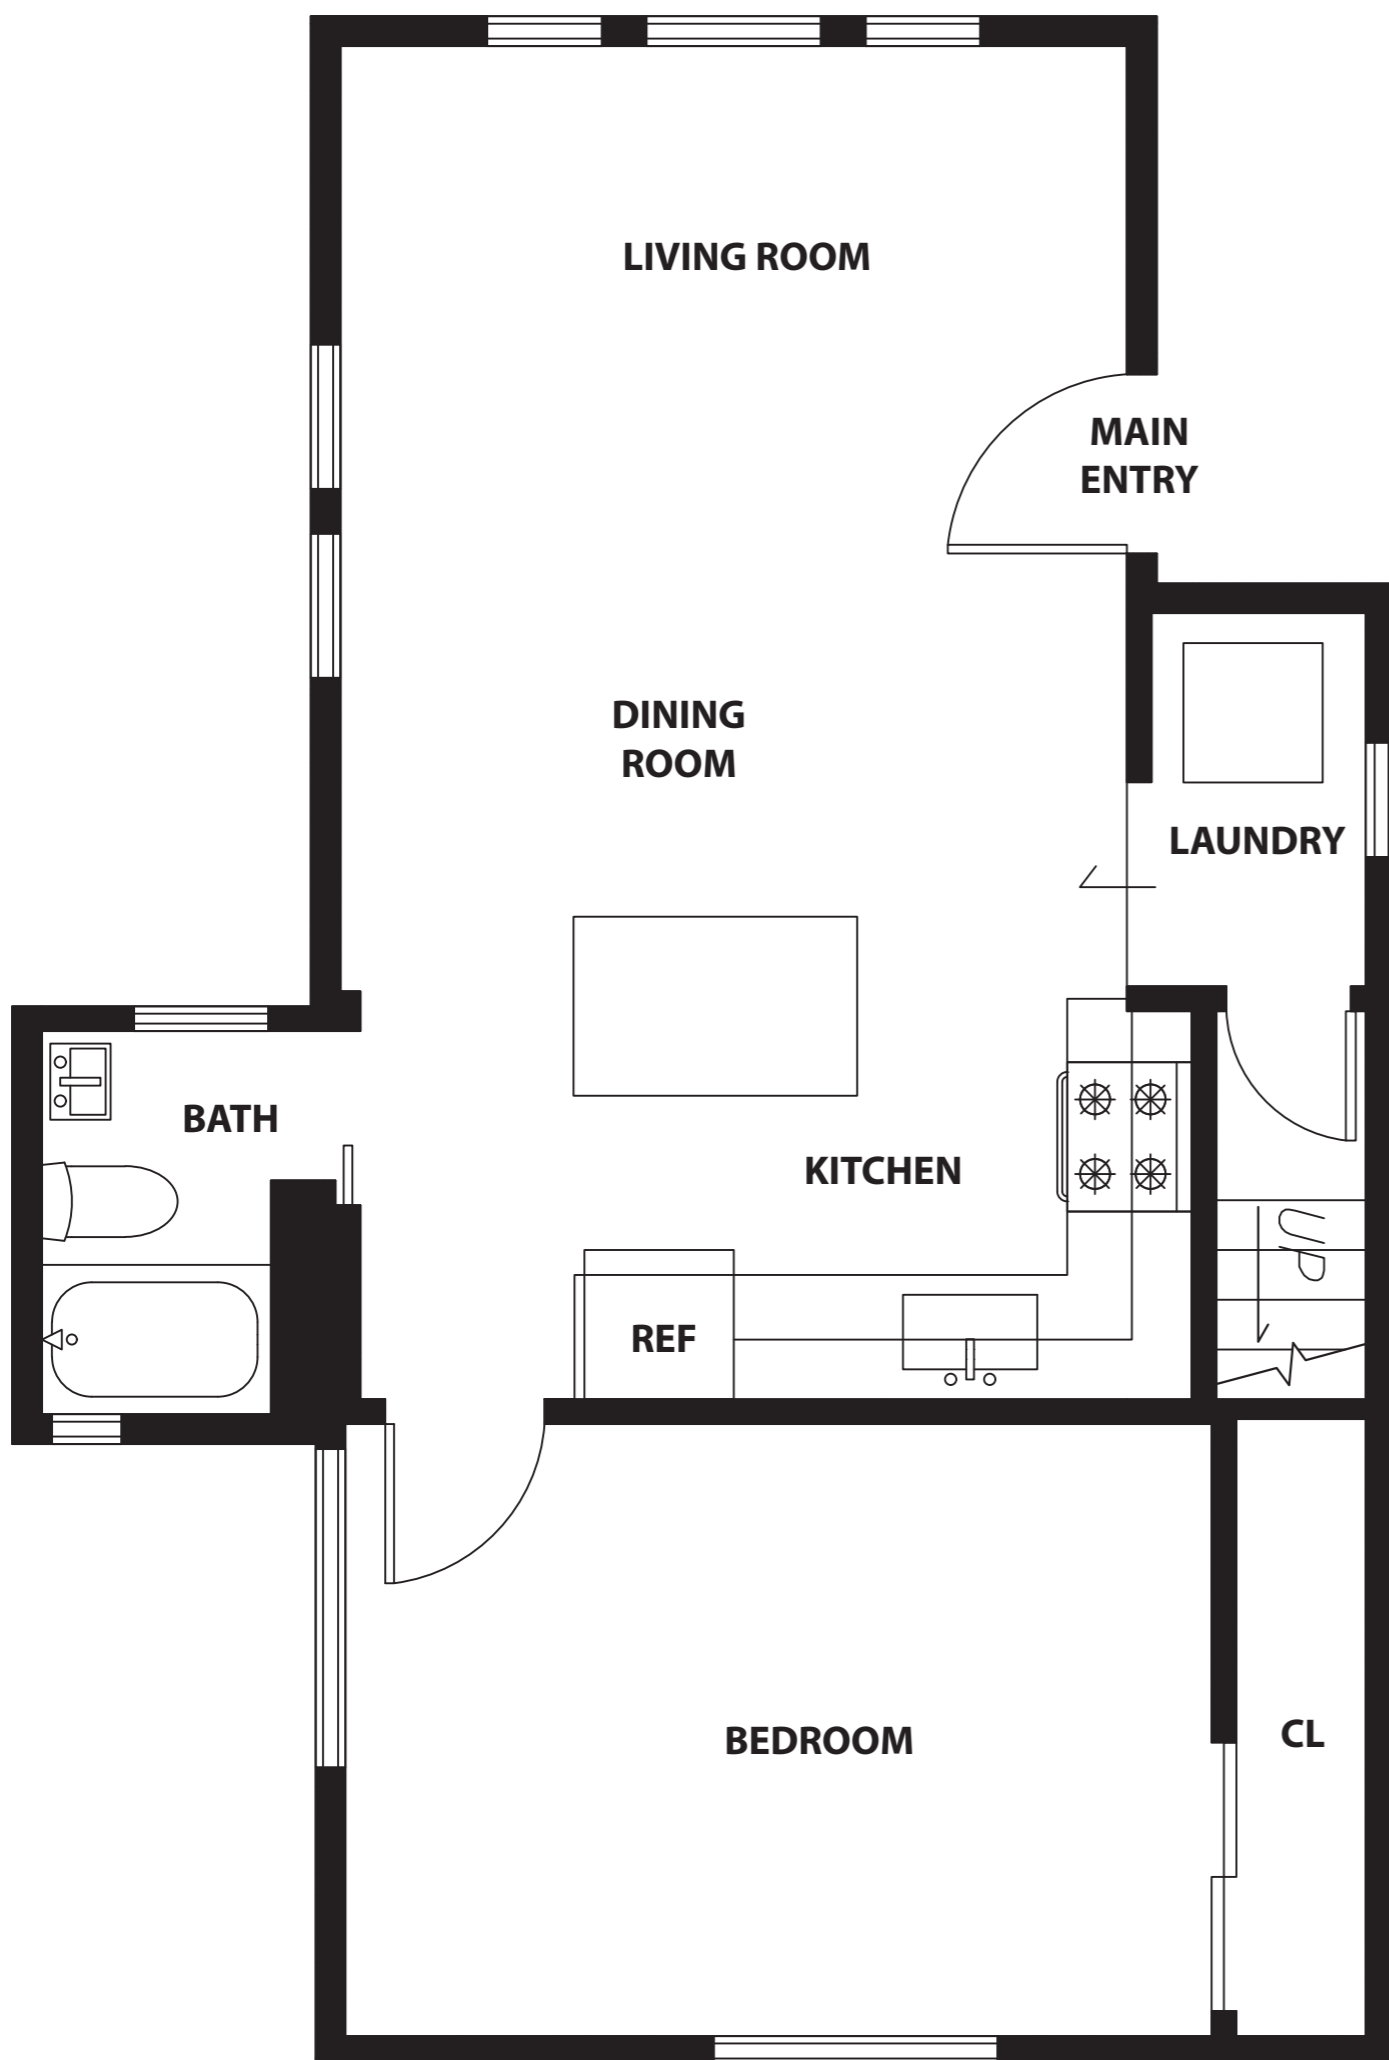 LIVING ROOM
MAIN
ENTRY
DINING
ROOM
LAUNDRY
BATH
KITCHEN
UP
REF
BEDROOM
CL